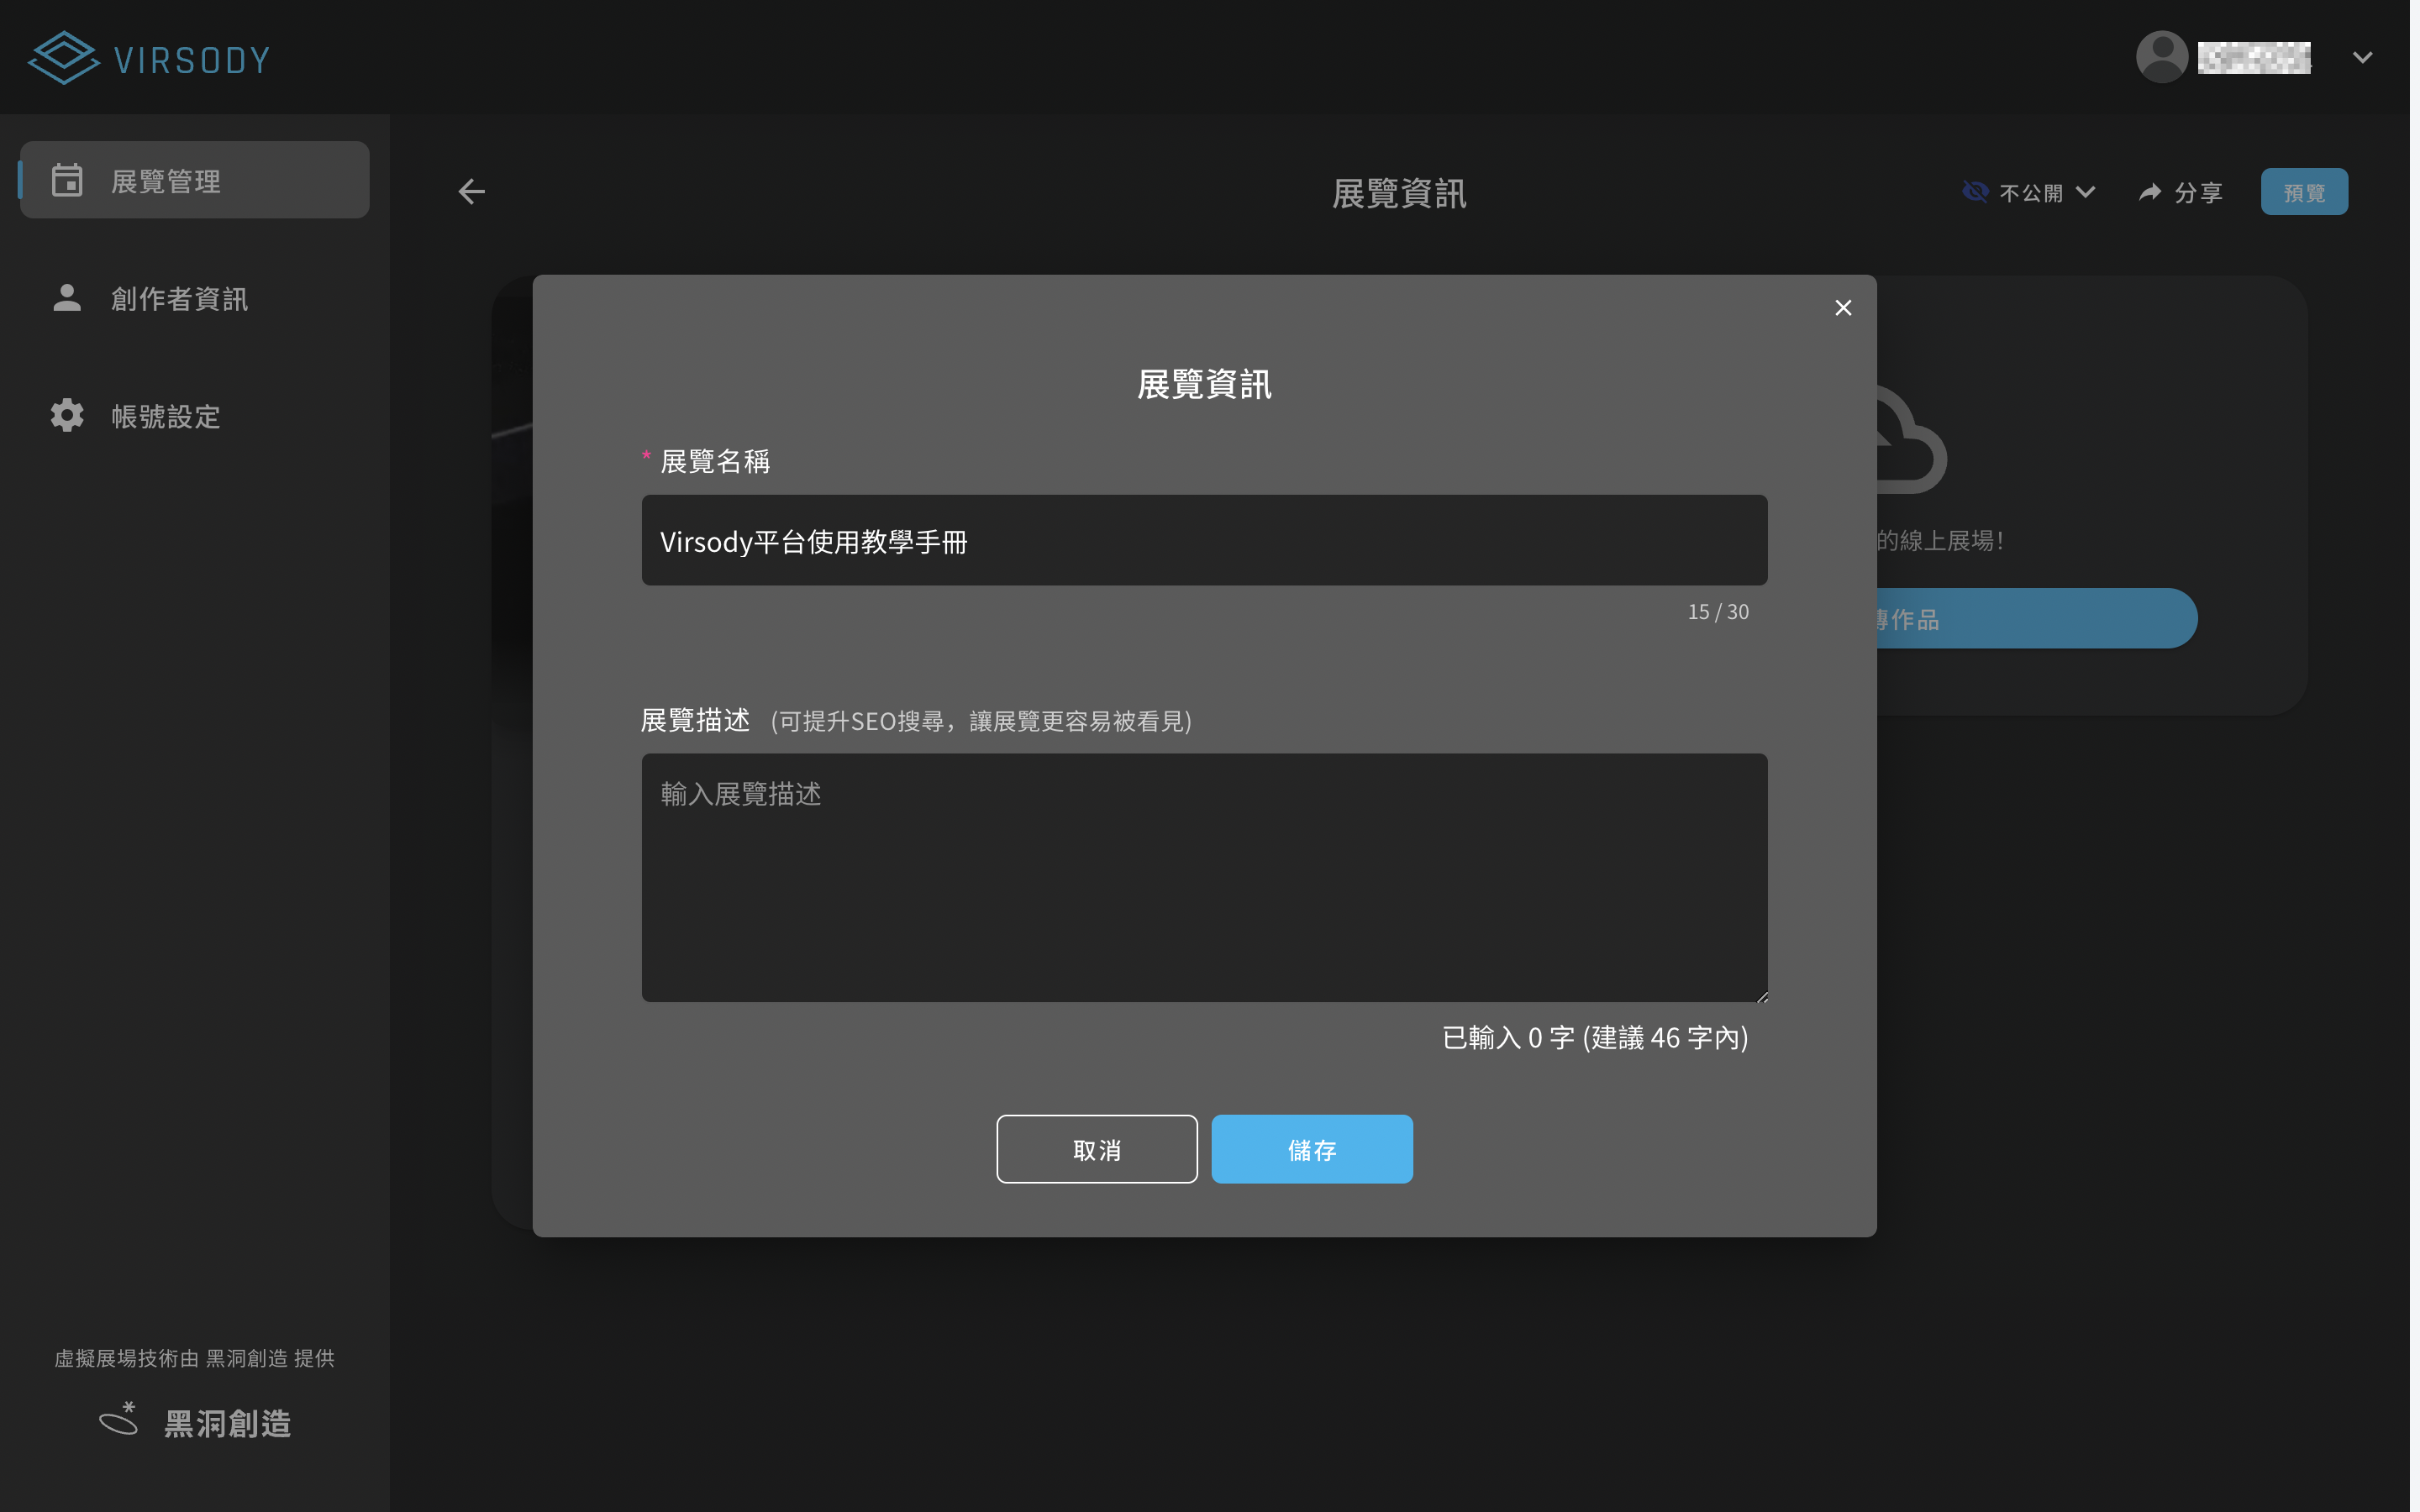 VIRSODY
展覽管理
創作者資訊
帳號設定
展覽資訊
不公開
分享
預覽
展覽資訊
* 展覽名稱
Virsody平台使用教學手冊
15 / 30
展覽描述 (可提升SEO搜尋，讓展覽更容易被看見)
輸入展覽描述
已輸入 0 字 (建議 46 字內)
取消
儲存
的線上展場！
作品
虛擬展場技術由 黑洞創造 提供
黑洞創造